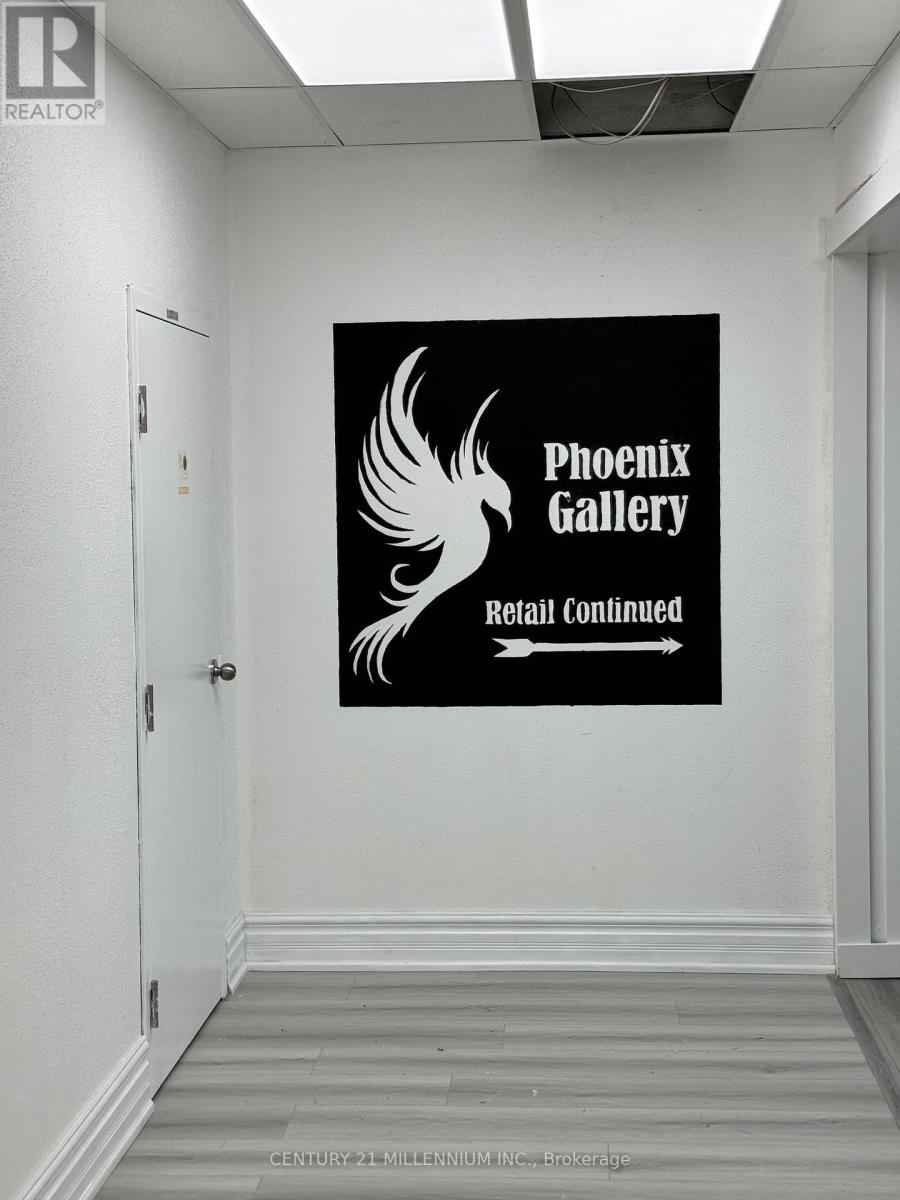 R
REALTOR®
Phoenix
Gallery
Retail Continued
CENTURY 21 MILLENNIUM INC., Brokerage